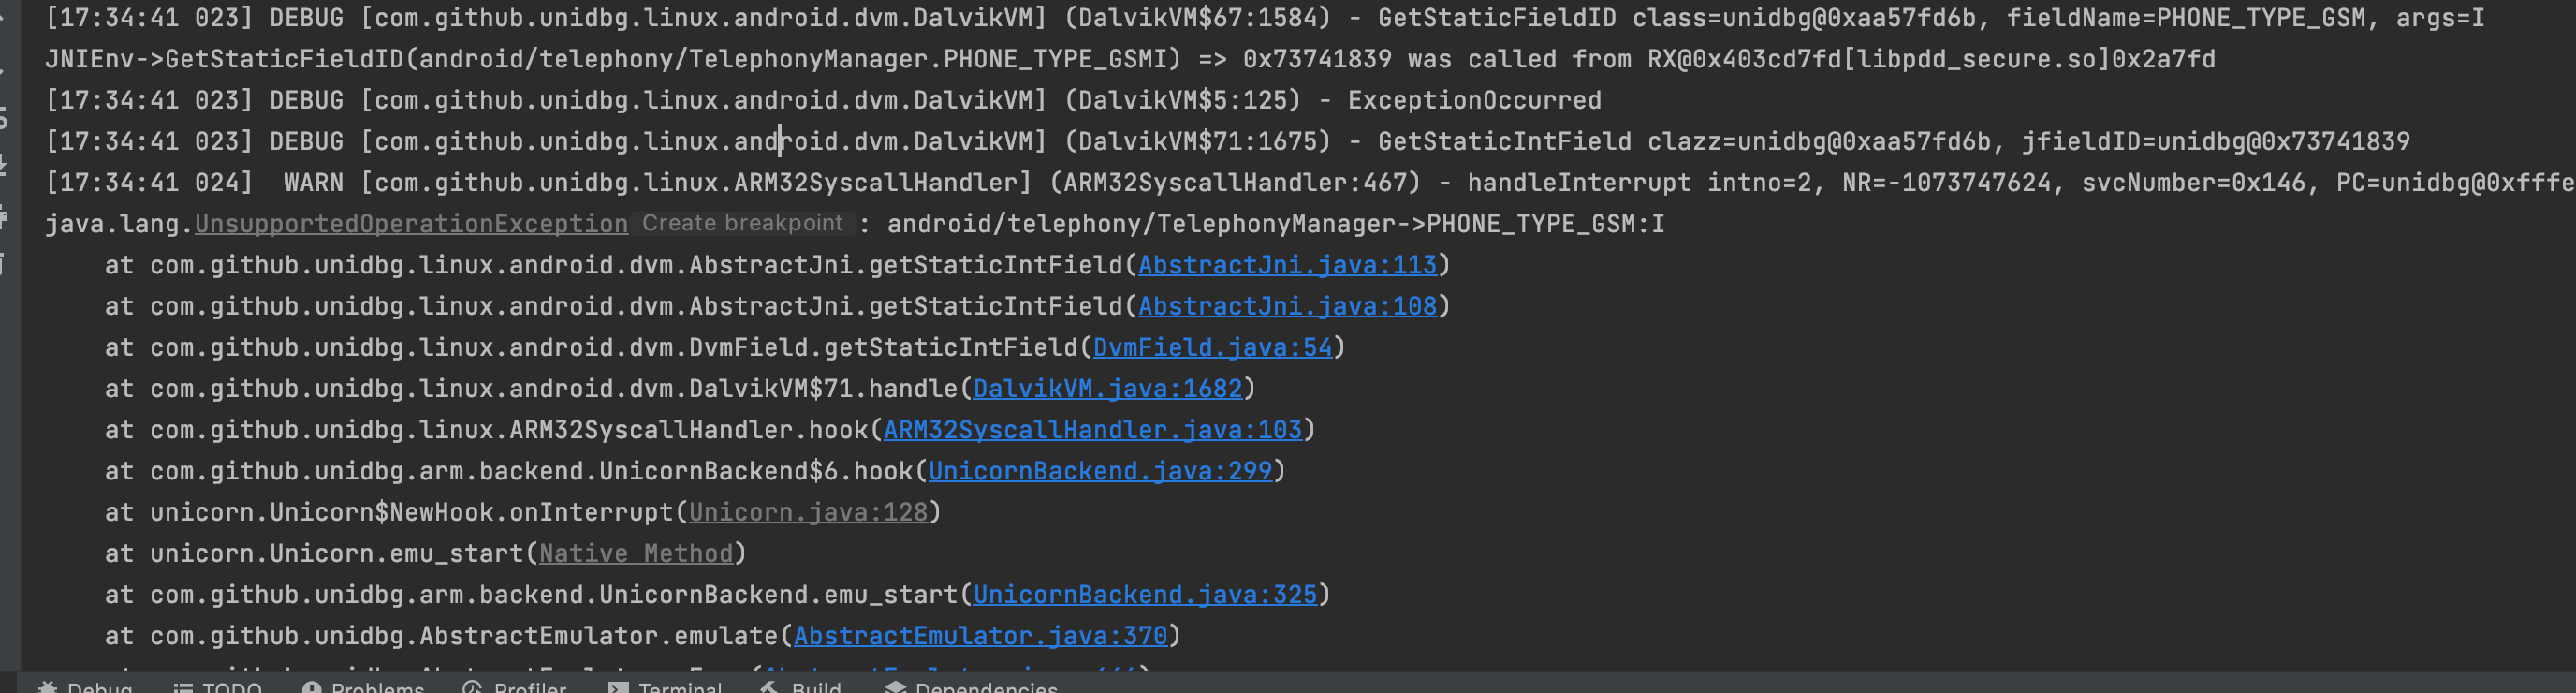 [17:34:41 023] DEBUG [com.github.unidbg.linux.android.dvm.DalvikVM] (DalvikVM$67:1584) - GetStaticFieldID class=unidbg@0xaa57fd6b, fieldName=PHONE_TYPE_GSM, args=I
JNIEnv->GetStaticFieldID(android/telephony/TelephonyManager.PHONE_TYPE_GSMI) => 0x73741839 was called from RX@0x403cd7fd[libpdd_secure.so]0x2a7fd
[17:34:41 023] DEBUG [com.github.unidbg.linux.android.dvm.DalvikVM] (DalvikVM$5:125) - ExceptionOccurred
[17:34:41 023] DEBUG [com.github.unidbg.linux.android.dvm.DalvikVM] (DalvikVM$71:1675) - GetStaticIntField clazz=unidbg@0xaa57fd6b, jfieldID=unidbg@0x73741839
[17:34:41 024]  WARN [com.github.unidbg.linux.ARM32SyscallHandler] (ARM32SyscallHandler:467) - handleInterrupt intno=2, NR=-1073747624, svcNumber=0x146, PC=unidbg@0xfffe
java.lang.UnsupportedOperationException Create breakpoint : android/telephony/TelephonyManager->PHONE_TYPE_GSM:I
at com.github.unidbg.linux.android.dvm.AbstractJni.getStaticIntField(AbstractJni.java:113)
at com.github.unidbg.linux.android.dvm.AbstractJni.getStaticIntField(AbstractJni.java:108)
at com.github.unidbg.linux.android.dvm.DvmField.getStaticIntField(DvmField.java:54)
at com.github.unidbg.linux.android.dvm.DalvikVM$71.handle(DalvikVM.java:1682)
at com.github.unidbg.linux.ARM32SyscallHandler.hook(ARM32SyscallHandler.java:103)
at com.github.unidbg.arm.backend.UnicornBackend$6.hook(UnicornBackend.java:299)
at unicorn.Unicorn$NewHook.onInterrupt(Unicorn.java:128)
at unicorn.Unicorn.emu_start(Native Method)
at com.github.unidbg.arm.backend.UnicornBackend.emu_start(UnicornBackend.java:325)
at com.github.unidbg.AbstractEmulator.emulate(AbstractEmulator.java:370)
Debug TODO Problems Profiler Terminal Build Dependencies